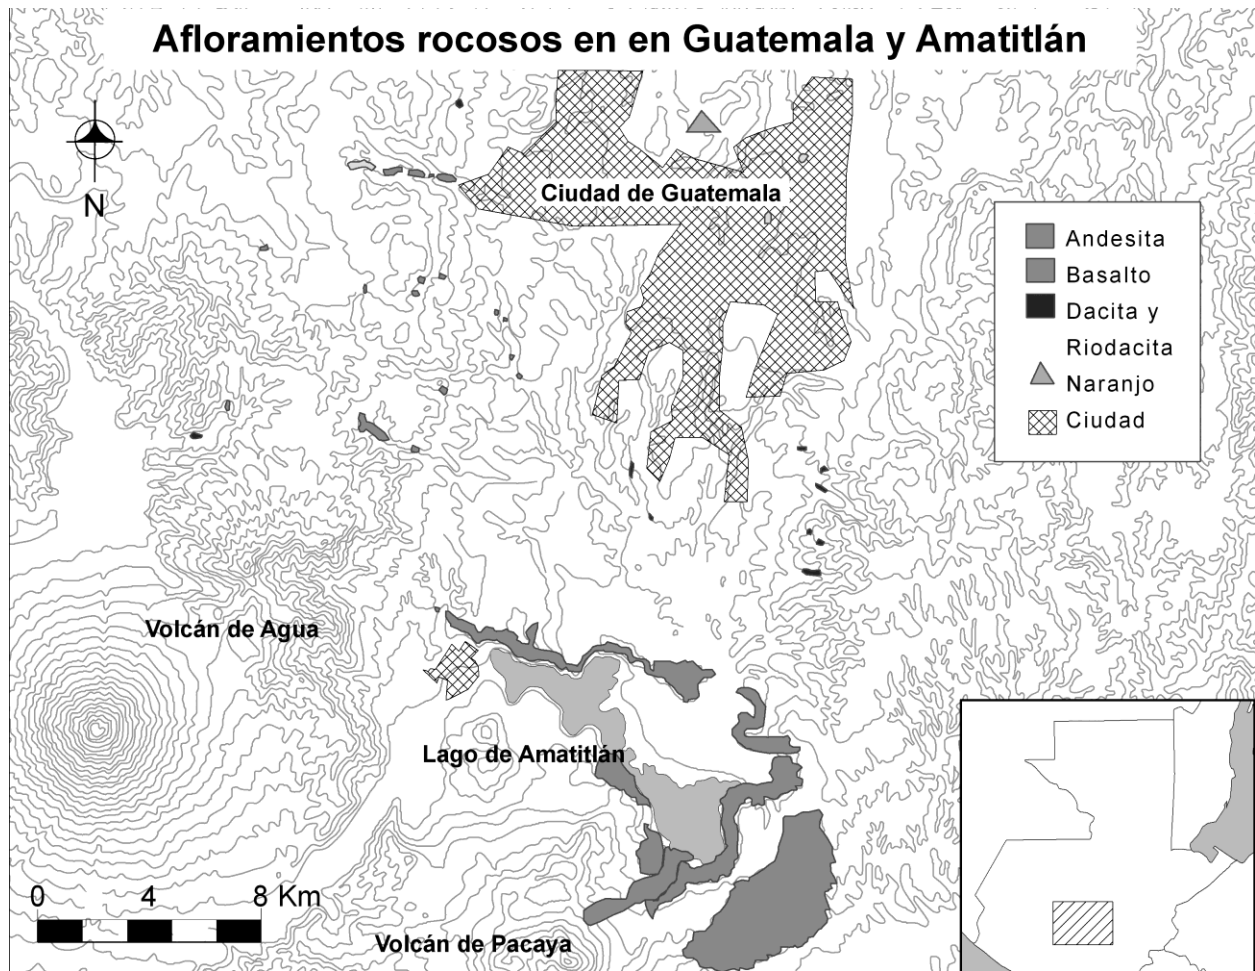 Afloramientos rocosos en en Guatemala y Amatitlán
N
Ciudad de Guatemala
Andesita
Basalto
Dacita y
Riodacita
Naranjo
Ciudad
Volcán de Agua
Lago de Amatitlán
0 4 8 Km
Volcán de Pacaya